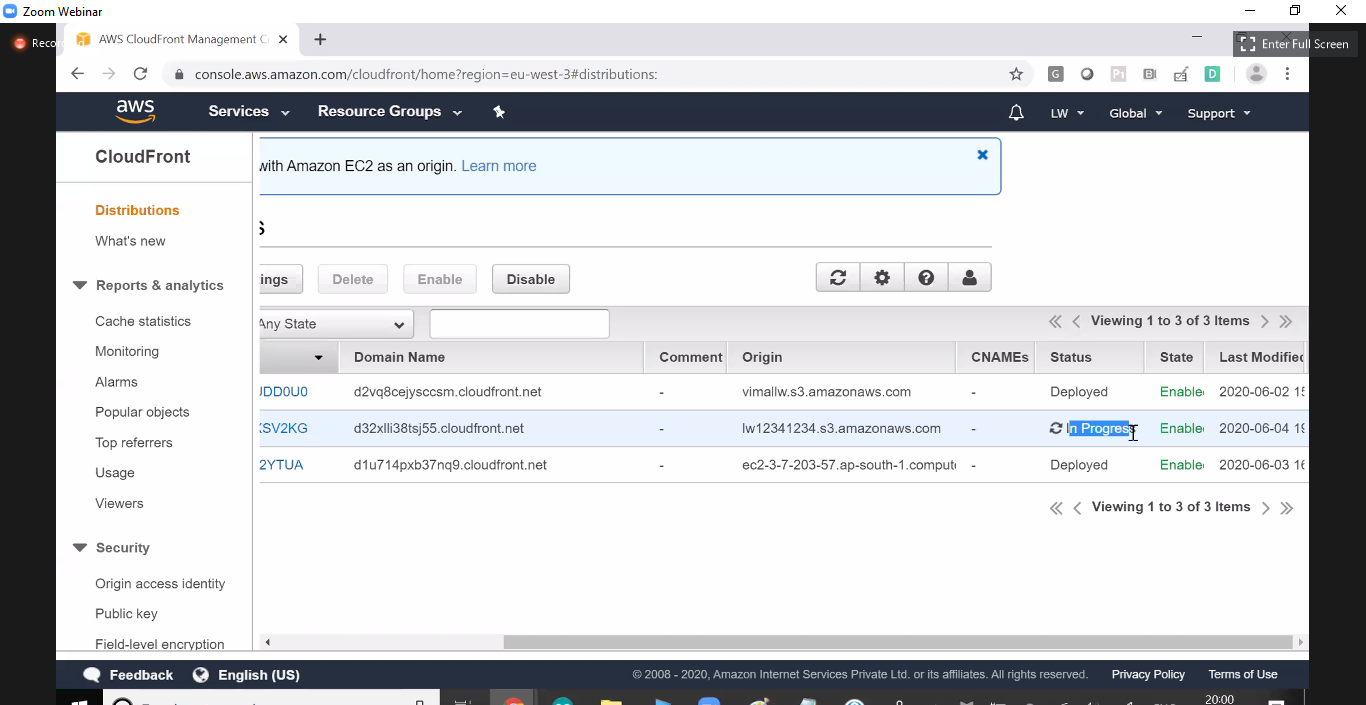 Zoom Webinar
AWS CloudFront Management C
Enter Full Screen
console.aws.amazon.com/cloudfront/home?region=eu-west-3#distributions:
aws Services Resource Groups LW Global Support
CloudFront
with Amazon EC2 as an origin. Learn more
Distributions
What's new
Delete Enable Disable
Reports & analytics
Any State Viewing 1 to 3 of 3 Items
Cache statistics
Monitoring
Domain Name Comment Origin CNAMEs Status State Last Modified
Alarms
JDD0U0 d2vq8cejysccsm.cloudfront.net - vimallw.s3.amazonaws.com - Deployed Enable 2020-06-02 15
Popular objects
KSV2KG d32xlli38tsj55.cloudfront.net - lw12341234.s3.amazonaws.com - In Progress Enable 2020-06-04 19
Top referrers
2YTUA d1u714pxb37nq9.cloudfront.net - ec2-3-7-203-57.ap-south-1.compute - Deployed Enable 2020-06-03 16
Usage
Viewers
Viewing 1 to 3 of 3 Items
Security
Origin access identity
Public key
Field-level encryption
Feedback English (US) © 2008 - 2020, Amazon Internet Services Private Ltd. or its affiliates. All rights reserved. Privacy Policy Terms of Use
20:00